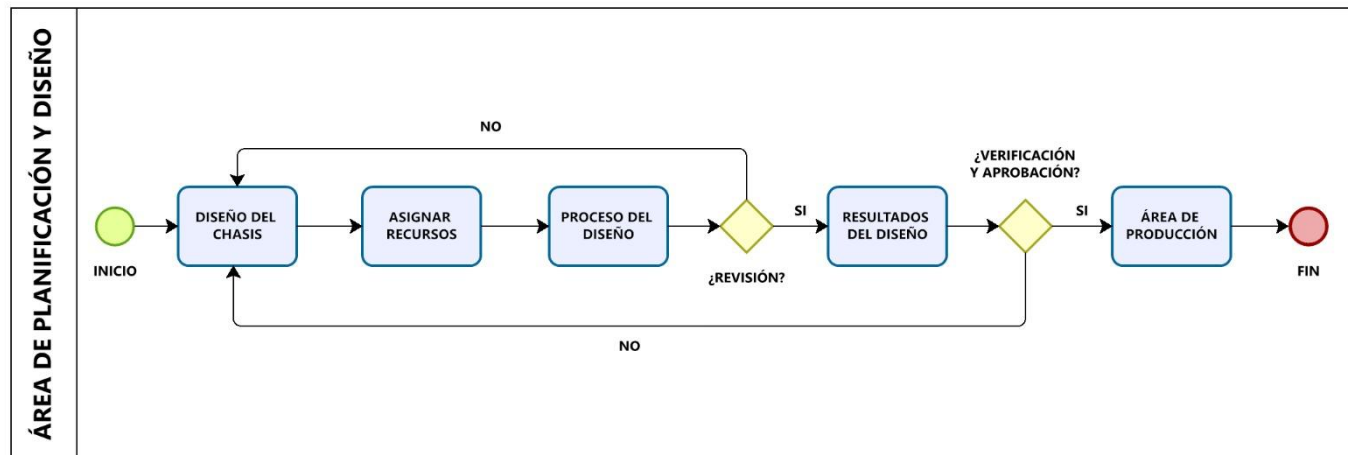 ÁREA DE PLANIFICACIÓN Y DISEÑO
INICIO
DISEÑO DEL
CHASIS
ASIGNAR
RECURSOS
PROCESO DEL
DISEÑO
¿REVISIÓN?
NO
SI
RESULTADOS
DEL DISEÑO
¿VERIFICACIÓN
Y APROBACIÓN?
NO
SI
ÁREA DE
PRODUCCIÓN
FIN